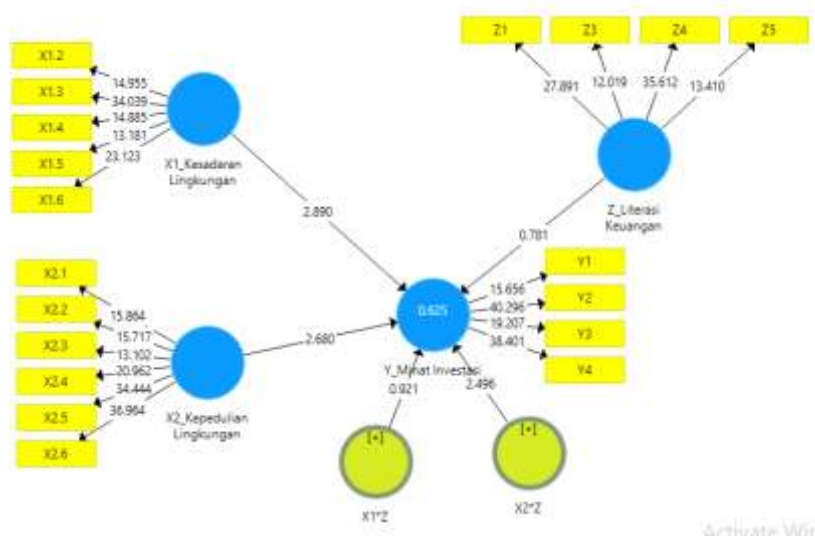 Z1
Z3
Z4
Z5
27.891
12.019
35.612
13.410
Z_Literasi
Keuangan
0.781
X1.2
X1.3
X1.4
X1.5
X1.6
14.955
34.039
14.885
13.181
23.123
X1_Kesadaran
Lingkungan
2.890
X2.1
X2.2
X2.3
X2.4
X2.5
X2.6
15.864
15.717
13.102
20.962
34.444
36.964
X2_Kepedulian
Lingkungan
2.680
0.625
Y_Minat Investasi
Y1
Y2
Y3
Y4
15.656
40.296
19.207
38.401
0.921
2.496
[+]
X1*Z
[+]
X2*Z
Activate Win